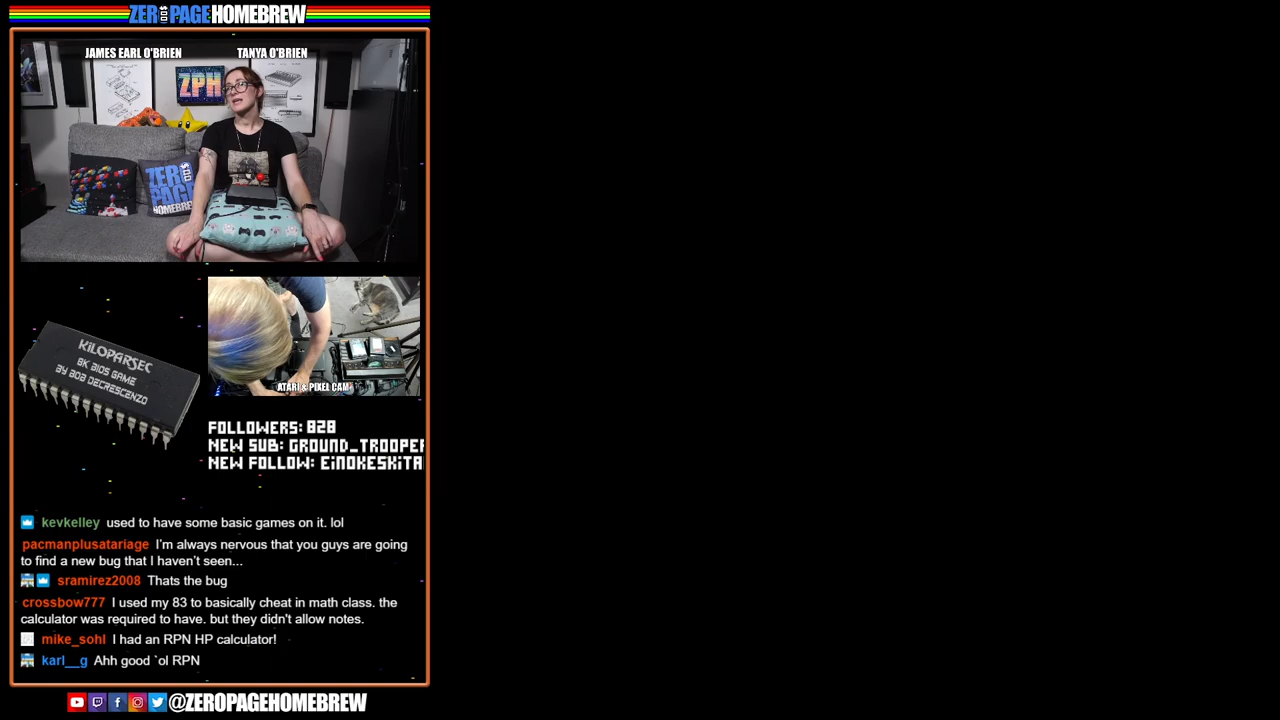 ZEROPAGE HOMEBREW
JAMES EARL O'BRIEN
TANYA O'BRIEN
ZPH
ZERO
PAGE
HOMEBREW
KILOPARSEC
8K BIOS GAME
BY BOB DECRESCENZO
ATARI & PIXEL CAM
FOLLOWERS: 828
NEW SUB: GROUND_TROOPER
NEW FOLLOW: EINOKESKITA
kevkelley used to have some basic games on it. lol
pacmanplusatariage I'm always nervous that you guys are going
to find a new bug that I haven't seen...
sramirez2008 Thats the bug
crossbow777 I used my 83 to basically cheat in math class. the
calculator was required to have. but they didn't allow notes.
mike_sohl I had an RPN HP calculator!
karl__g Ahh good `ol RPN
@ZEROPAGEHOMEBREW